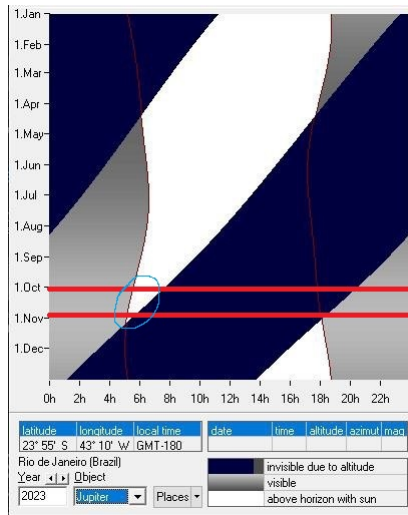 1.Jan
1.Feb
1.Mar
1.Apr
1.May
1.Jun
1.Jul
1.Aug
1.Sep
1.Oct
1.Nov
1.Dec
0h 2h 4h 6h 8h 10h 12h 14h 16h 18h 20h 22h
latitude longitude local time date time altitude azimut mag
23° 55' S 43° 10' W GMT-180
Rio de Janeiro (Brazil)
Year Object
2023 Jupiter Places
invisible due to altitude
visible
above horizon with sun